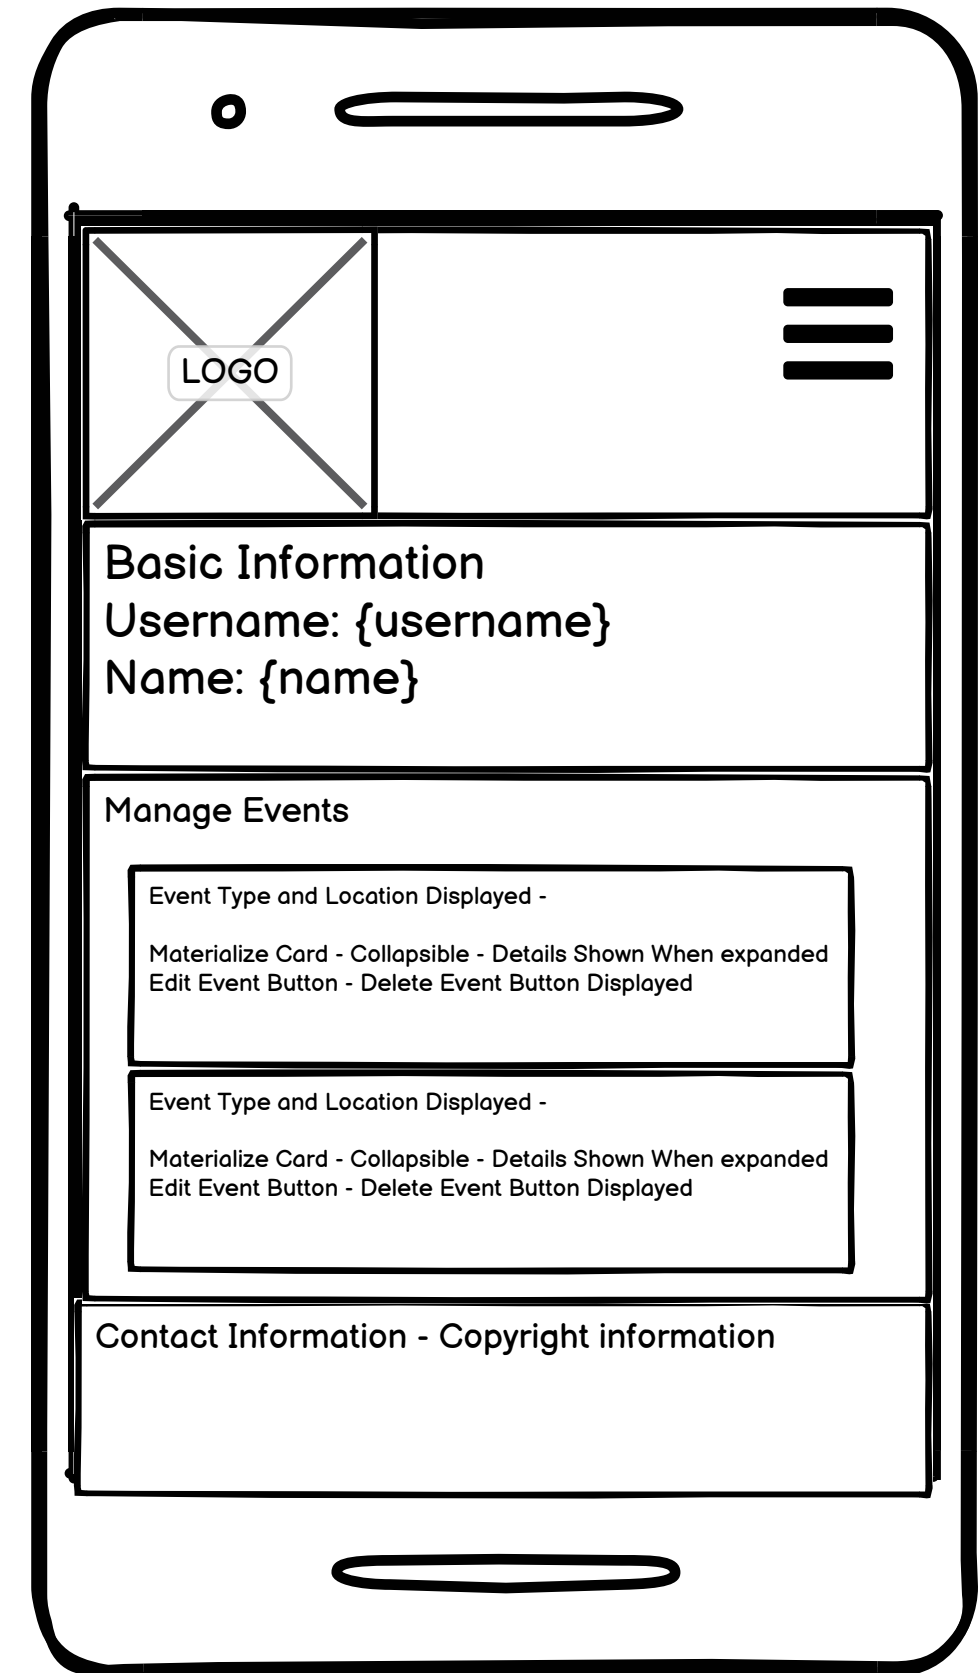 LOGO
Basic Information
Username: {username}
Name: {name}
Manage Events
Event Type and Location Displayed -
Materialize Card - Collapsible - Details Shown When expanded
Edit Event Button - Delete Event Button Displayed
Event Type and Location Displayed -
Materialize Card - Collapsible - Details Shown When expanded
Edit Event Button - Delete Event Button Displayed
Contact Information - Copyright information